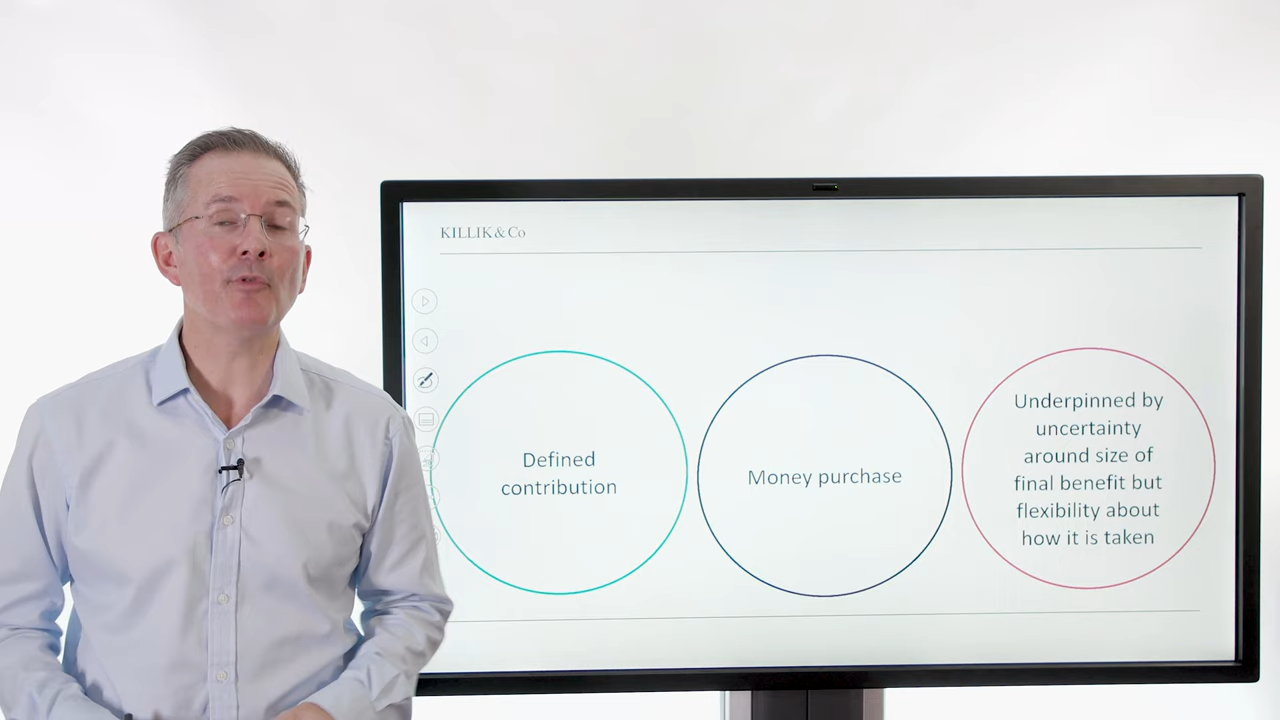 KILLIK & Co
Defined
contribution
Money purchase
Underpinned by
uncertainty
around size of
final benefit but
flexibility about
how it is taken